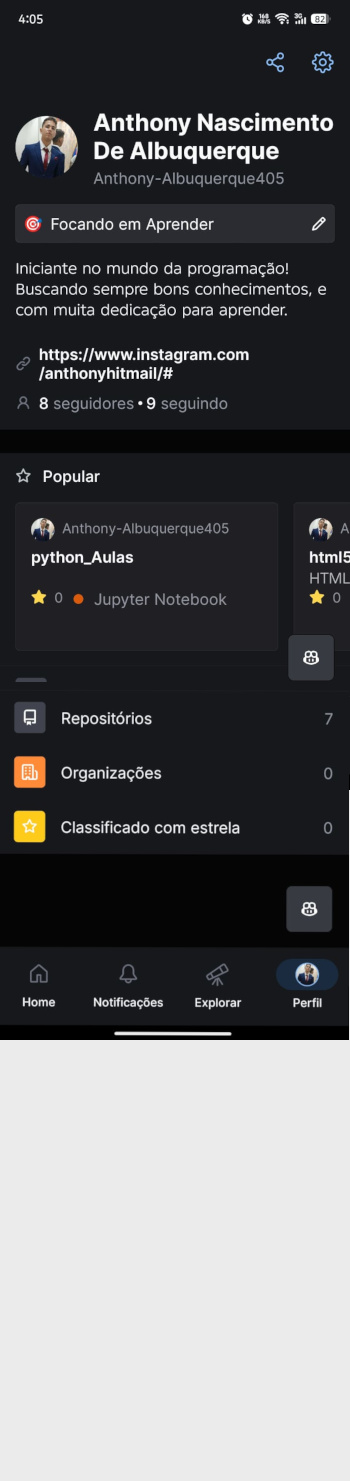 4:05
168
KB/S
3G
82
Anthony Nascimento
De Albuquerque
Anthony-Albuquerque405
Focando em Aprender
Iniciante no mundo da programação!
Buscando sempre bons conhecimentos, e
com muita dedicação para aprender.
https://www.instagram.com
/anthonyhitmail/#
8 seguidores • 9 seguindo
Popular
Anthony-Albuquerque405
python_Aulas
0
Jupyter Notebook
A
html5
HTML
0
Repositórios 7
Organizações 0
Classificado com estrela 0
Home
Notificações
Explorar
Perfil